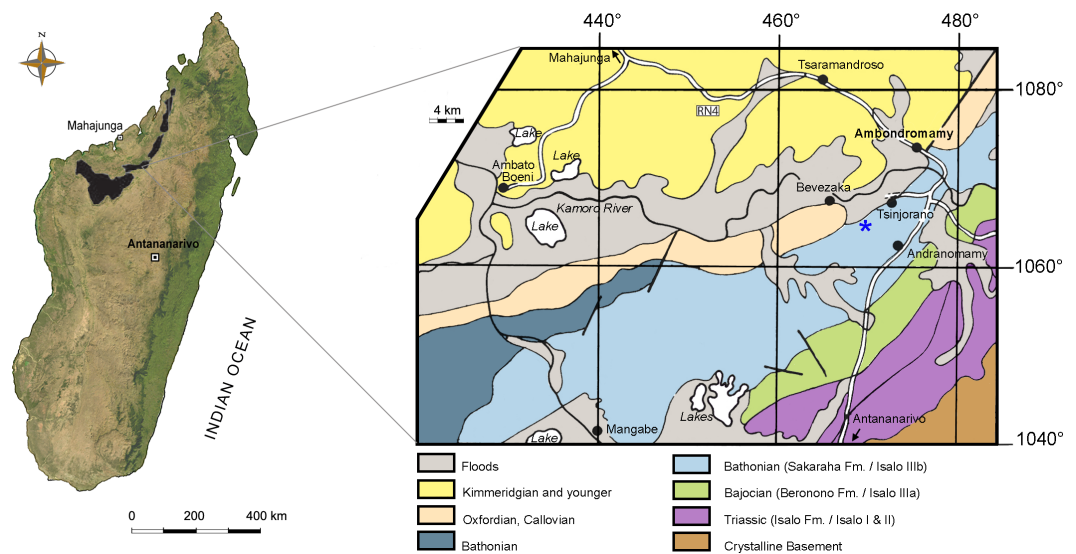 N
Mahajunga
Antananarivo
INDIAN OCEAN
0 200 400 km
440° 460° 480°
4 km
Mahajunga
Tsaramandroso
1080°
RN4
Lake
Ambondromamy
Lake
Ambato
Boeni
Bevezaka
Kamoro River
Tsinjorano
Lake
*
Andranomamy
1060°
Lakes
Antananarivo
Mangabe
Lake
1040°
Floods
Kimmeridgian and younger
Oxfordian, Callovian
Bathonian
Bathonian (Sakaraha Fm. / Isalo IIIb)
Bajocian (Beronono Fm. / Isalo IIIa)
Triassic (Isalo Fm. / Isalo I & II)
Crystalline Basement